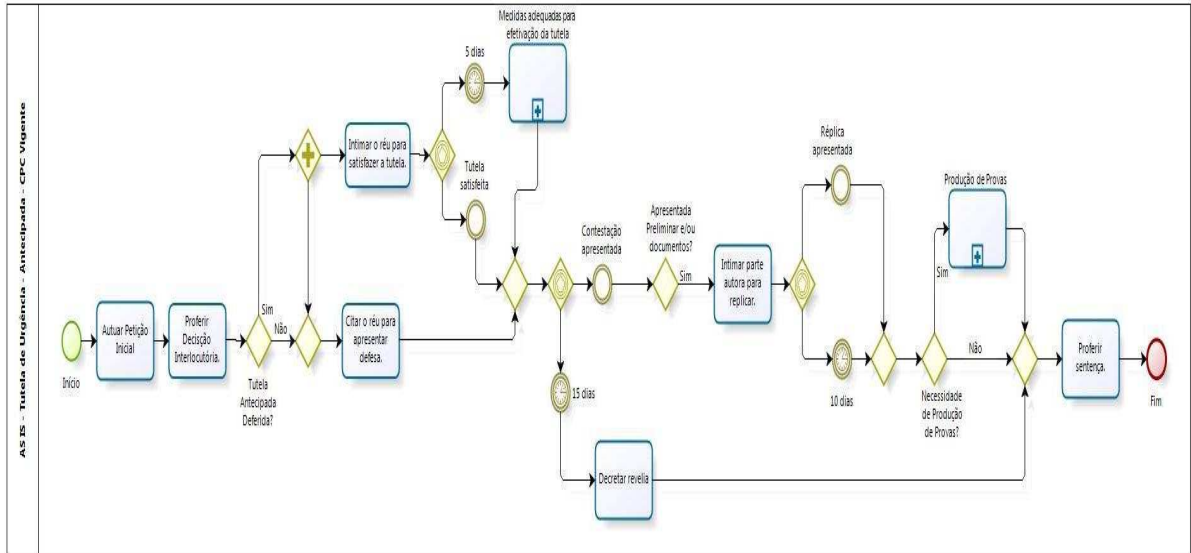 AS IS - Tutela de Urgência - Antecipada - CPC Vigente
Início
Autuar Petição
Inicial
Proferir
Decisção
Interlocutória.
Sim
Não
Tutela
Antecipada
Deferida?
Intimar o réu para
satisfazer a tutela.
Citar o réu para
apresentar
defesa.
5 dias
Medidas adequadas para
efetivação da tutela
Tutela
satisfeita
Contestação
apresentada
15 dias
Decretar revelia
Apresentada
Preliminar e/ou
documentos?
Sim
Intimar parte
autora para
replicar.
Réplica
apresentada
10 dias
Necessidade
de Produção
de Provas?
Sim
Não
Produção de Provas
Proferir
sentença.
Fim